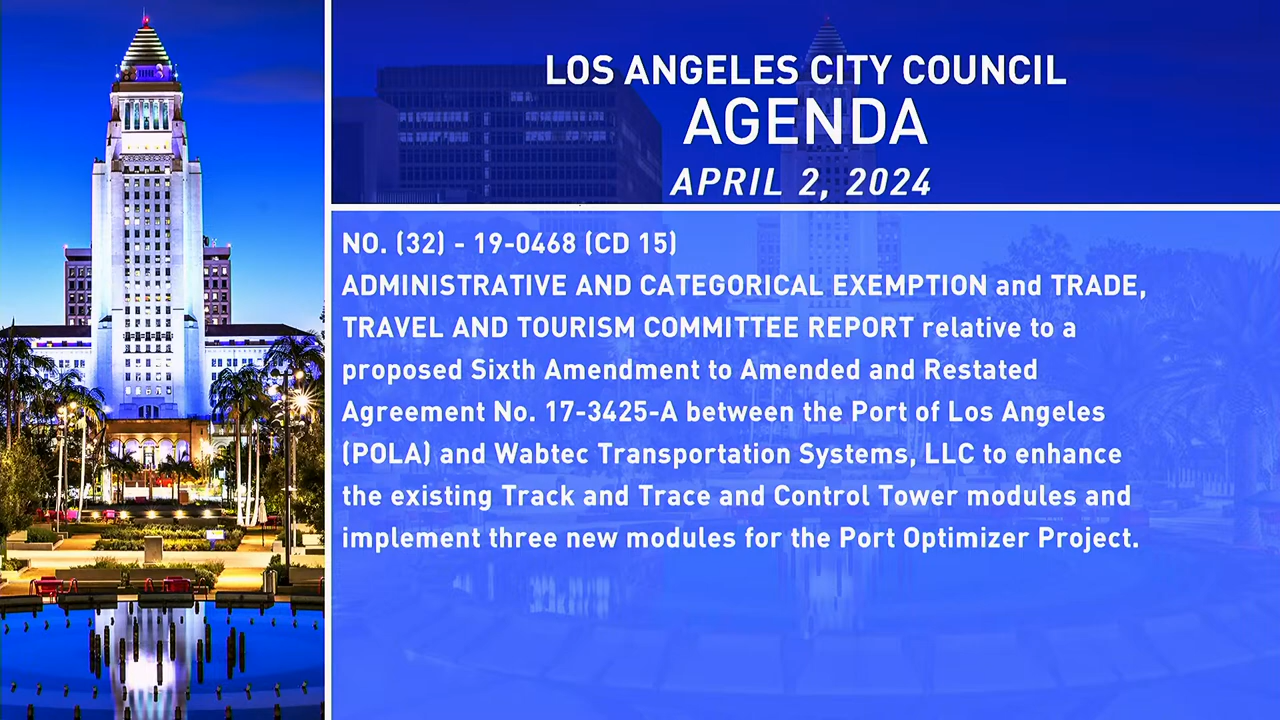 LOS ANGELES CITY COUNCIL
AGENDA
APRIL 2, 2024
NO. (32) - 19-0468 (CD 15)
ADMINISTRATIVE AND CATEGORICAL EXEMPTION and TRADE,
TRAVEL AND TOURISM COMMITTEE REPORT relative to a
proposed Sixth Amendment to Amended and Restated
Agreement No. 17-3425-A between the Port of Los Angeles
(POLA) and Wabtec Transportation Systems, LLC to enhance
the existing Track and Trace and Control Tower modules and
implement three new modules for the Port Optimizer Project.